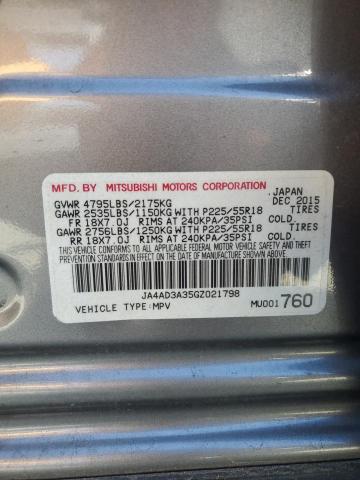 MFD. BY MITSUBISHI MOTORS CORPORATION JAPAN
GVWR 4795LBS/2175KG DEC 2015
GAWR 2535LBS/1150KG WITH P225/55R18 TIRES
FR 18X7.0J RIMS AT 240KPA/35PSI COLD.
GAWR 2756LBS/1250KG WITH P225/55R18 TIRES
RR 18X7.0J RIMS AT 240KPA/35PSI COLD.
THIS VEHICLE CONFORMS TO ALL APPLICABLE FEDERAL MOTOR VEHICLE SAFETY, BUMPER, AND THEFT
PREVENTION STANDARDS IN EFFECT ON THE DATE OF MANUFACTURE SHOWN ABOVE.
JA4AD3A35GZ021798
VEHICLE TYPE:MPV MU001760